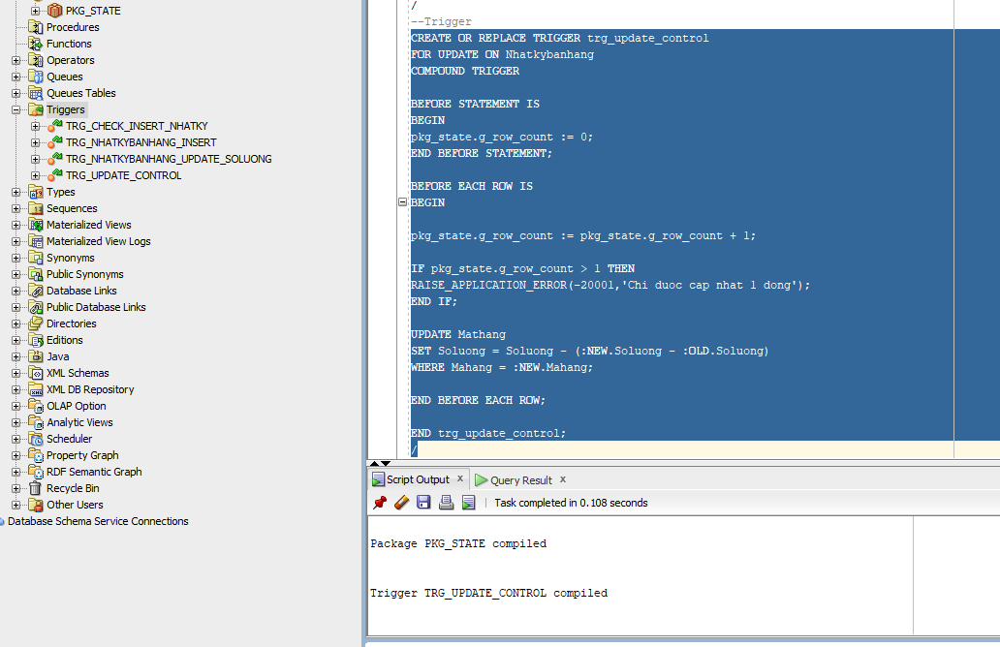 PKG_STATE
Procedures
Functions
Operators
Queues
Queues Tables
Triggers
TRG_CHECK_INSERT_NHATKY
TRG_NHATKYBANHANG_INSERT
TRG_NHATKYBANHANG_UPDATE_SOLUONG
TRG_UPDATE_CONTROL
Types
Sequences
Materialized Views
Materialized View Logs
Synonyms
Public Synonyms
Database Links
Public Database Links
Directories
Editions
Java
XML Schemas
XML DB Repository
OLAP Option
Analytic Views
Scheduler
Property Graph
RDF Semantic Graph
Recycle Bin
Other Users
Database Schema Service Connections
/
--Trigger
CREATE OR REPLACE TRIGGER trg_update_control
FOR UPDATE ON Nhatkybanhang
COMPOUND TRIGGER
BEFORE STATEMENT IS
BEGIN
pkg_state.g_row_count := 0;
END BEFORE STATEMENT;
BEFORE EACH ROW IS
BEGIN
pkg_state.g_row_count := pkg_state.g_row_count + 1;
IF pkg_state.g_row_count > 1 THEN
RAISE_APPLICATION_ERROR(-20001,'Chi duoc cap nhat 1 dong');
END IF;
UPDATE Mathang
SET Soluong = Soluong - (:NEW.Soluong - :OLD.Soluong)
WHERE Mahang = :NEW.Mahang;
END BEFORE EACH ROW;
END trg_update_control;
/
Script Output x Query Result x
Task completed in 0.108 seconds
Package PKG_STATE compiled
Trigger TRG_UPDATE_CONTROL compiled